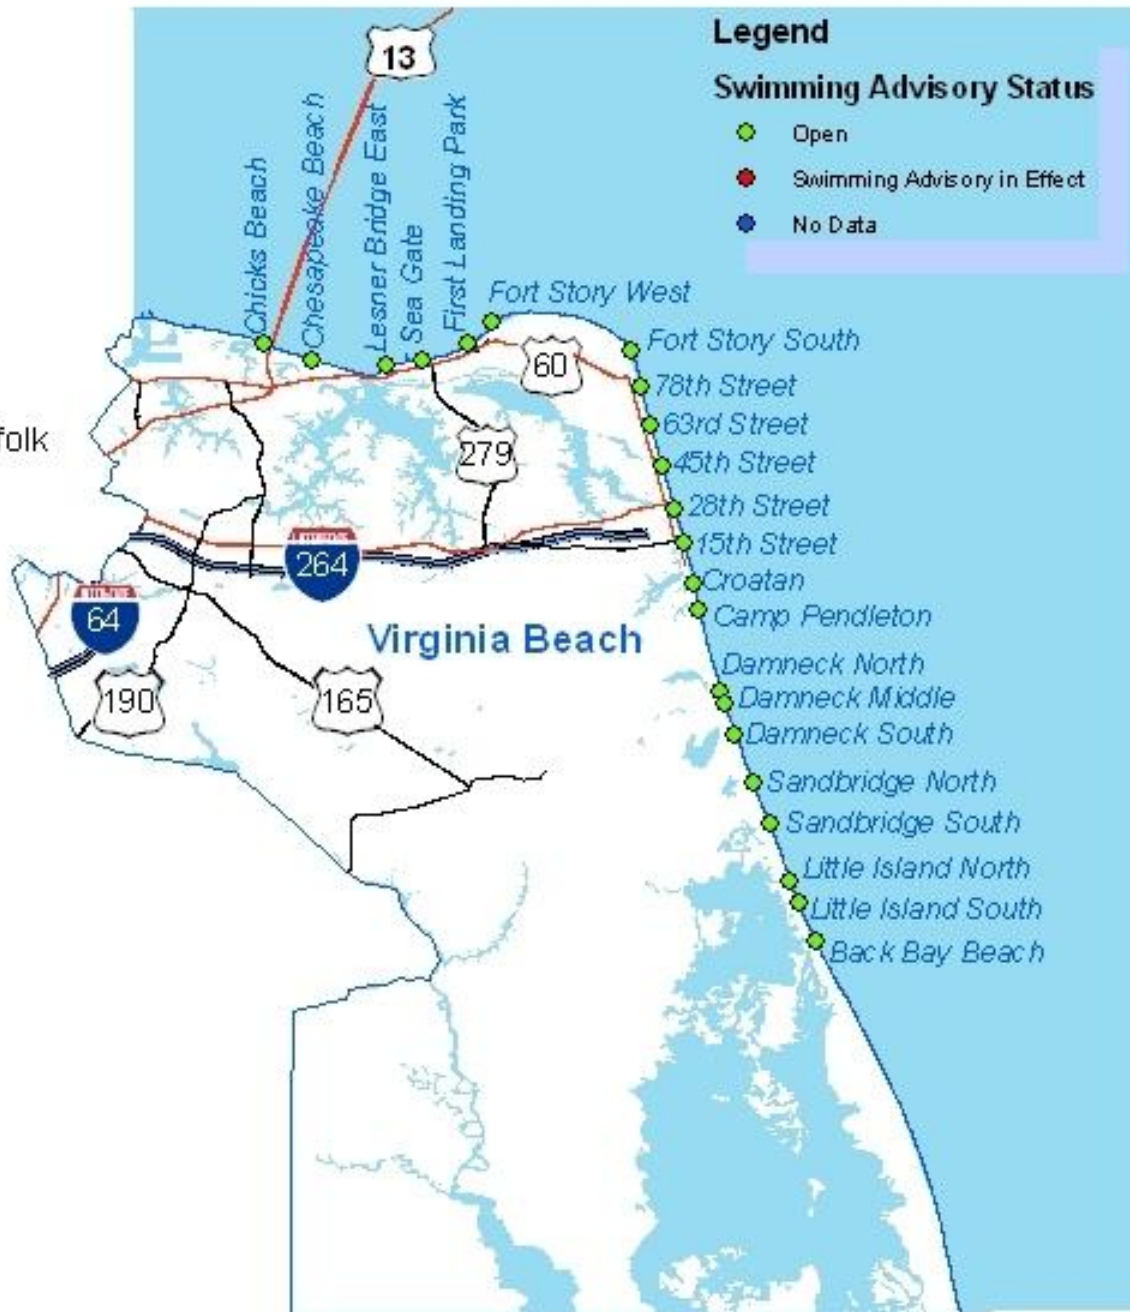 Legend
Swimming Advisory Status
Open
Swimming Advisory in Effect
No Data
13
Chicks Beach
Chesapeake Beach
Lesner Bridge East
Sea Gate
First Landing Park
Fort Story West
Fort Story South
60
78th Street
63rd Street
folk
279
45th Street
28th Street
15th Street
264
Croatan
64
Camp Pendleton
Virginia Beach
Damneck North
190
165
Damneck Middle
Damneck South
Sandbridge North
Sandbridge South
Little Island North
Little Island South
Back Bay Beach